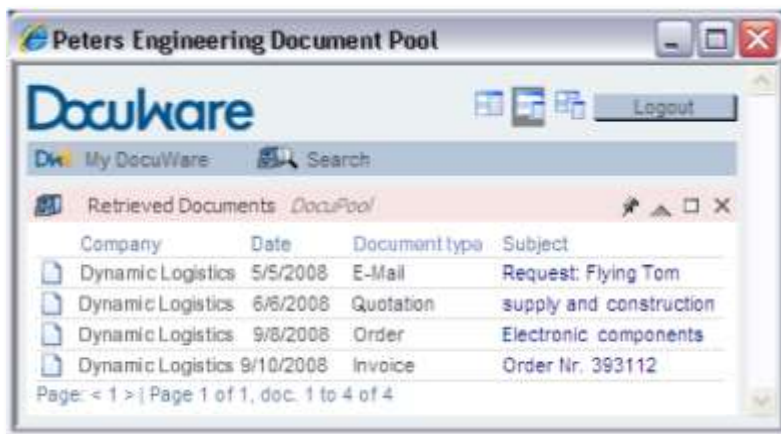 Peters Engineering Document Pool
DocuWare
Logout
My DocuWare Search
Retrieved Documents DocuPool
Company Date Document type Subject
Dynamic Logistics 5/5/2008 E-Mail Request: Flying Tom
Dynamic Logistics 6/6/2008 Quotation supply and construction
Dynamic Logistics 9/8/2008 Order Electronic components
Dynamic Logistics 9/10/2008 Invoice Order Nr. 393112
Page: < 1 > | Page 1 of 1, doc. 1 to 4 of 4